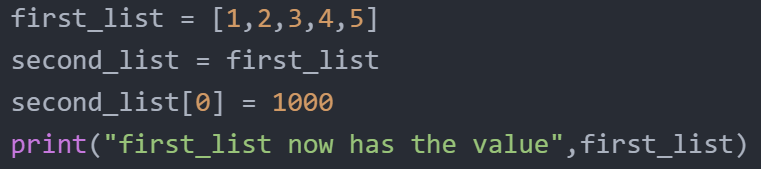 first_list = [1,2,3,4,5]
second_list = first_list
second_list[0] = 1000
print("first_list now has the value",first_list)